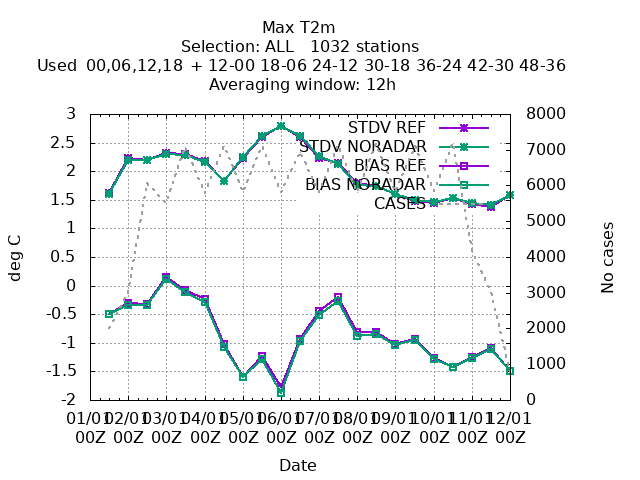 Max T2m
Selection: ALL   1032 stations
Used  00,06,12,18  + 12-00 18-06 24-12 30-18 36-24 42-30 48-36
Averaging window: 12h
3
2.5
2
1.5
1
0.5
0
-0.5
-1
-1.5
-2
deg C
8000
7000
6000
5000
4000
3000
2000
1000
0
No cases
STDV REF
STDV NORADAR
BIAS REF
BIAS NORADAR
CASES
01/01 02/01 03/01 04/01 05/01 06/01 07/01 08/01 09/01 10/01 11/01 12/01
00Z 00Z 00Z 00Z 00Z 00Z 00Z 00Z 00Z 00Z 00Z 00Z
Date